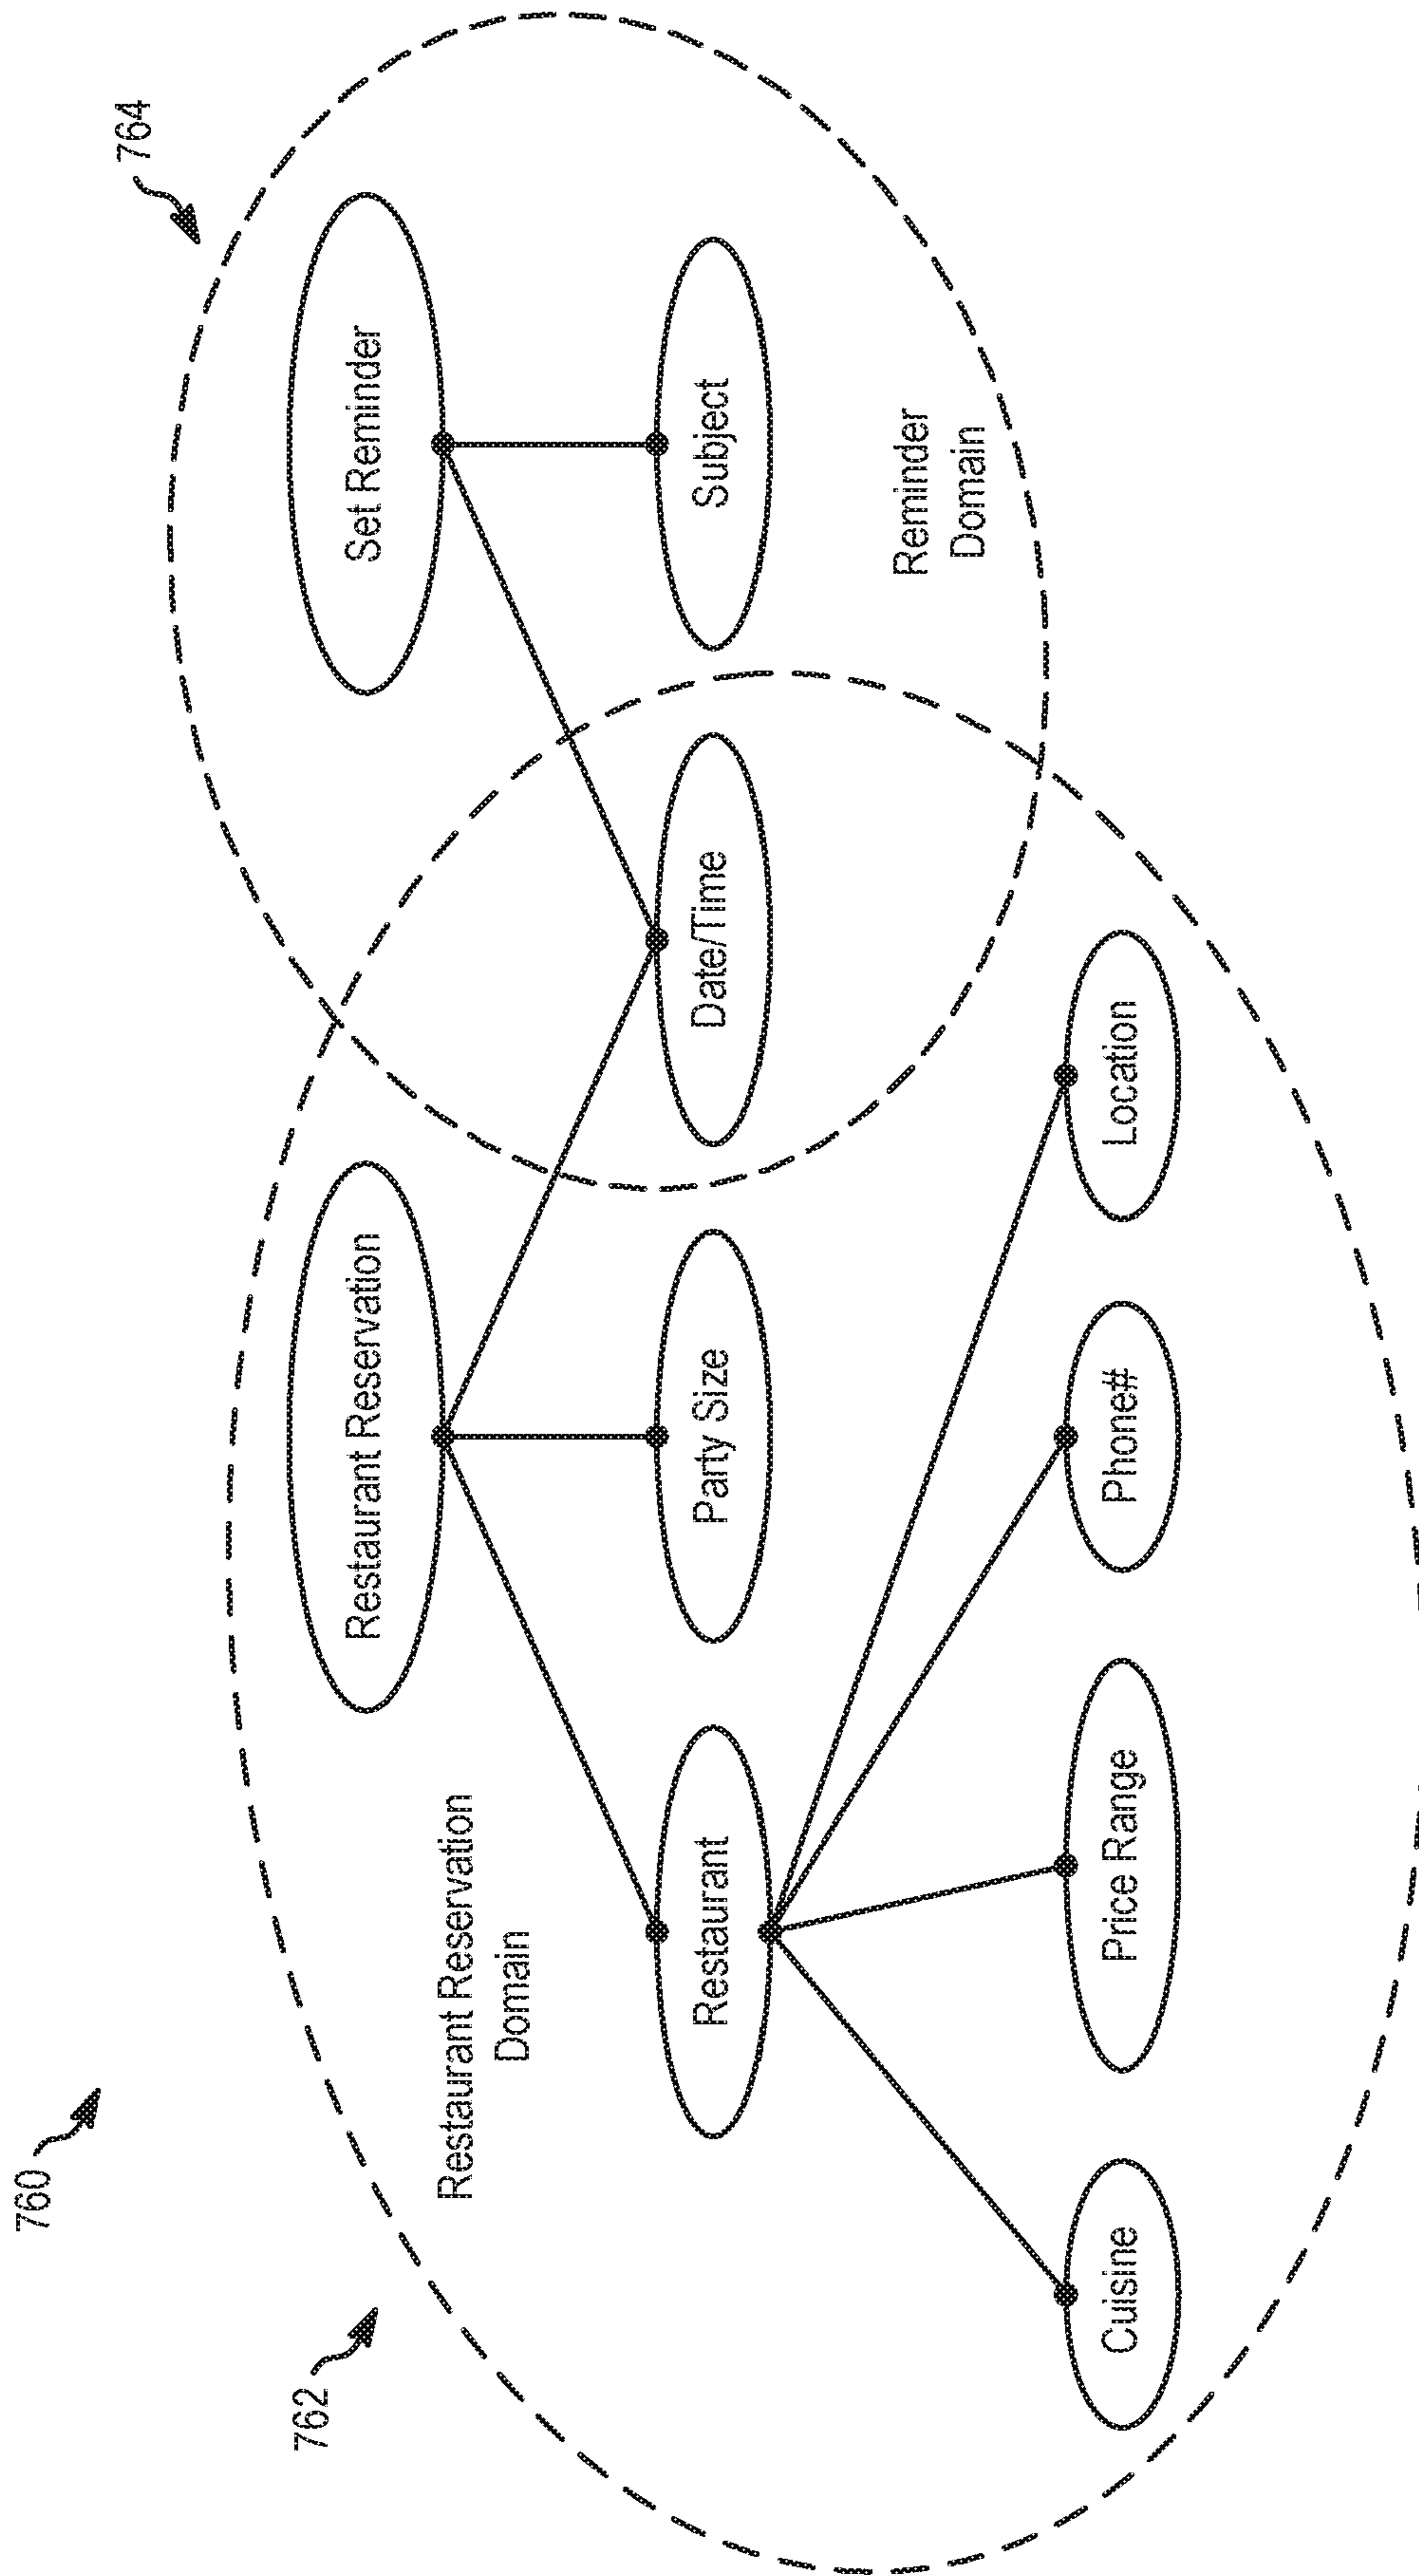 760
762
764
Restaurant Reservation
Set Reminder
Restaurant Reservation
Domain
Restaurant
Party Size
Date/Time
Subject
Reminder
Domain
Cuisine
Price Range
Phone#
Location